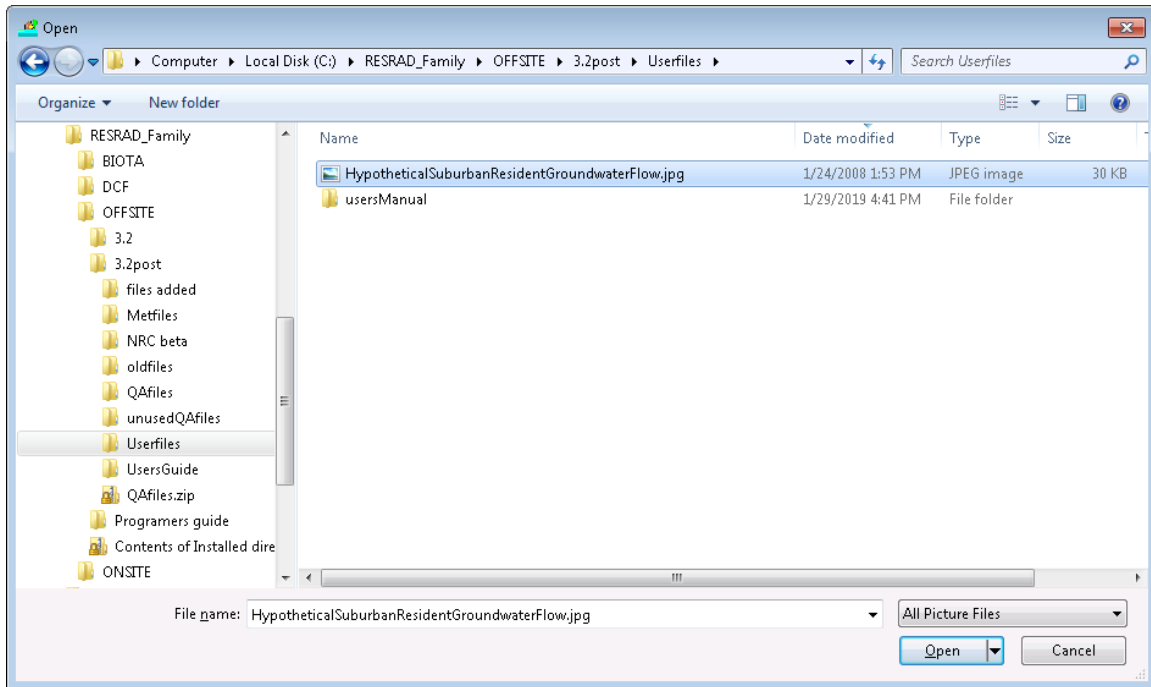 Open
Computer Local Disk (C:) RESRAD_Family OFFSITE 3.2post Userfiles
Search Userfiles
Organize New folder
RESRAD_Family
BIOTA
DCF
OFFSITE
3.2
3.2post
files added
Metfiles
NRC beta
oldfiles
QAfiles
unusedQAfiles
Userfiles
UsersGuide
QAfiles.zip
Programers guide
Contents of Installed dire
ONSITE
Name Date modified Type Size
HypotheticalSuburbanResidentGroundwaterFlow.jpg 1/24/2008 1:53 PM JPEG image 30 KB
usersManual 1/29/2019 4:41 PM File folder
File name: HypotheticalSuburbanResidentGroundwaterFlow.jpg All Picture Files
Open Cancel